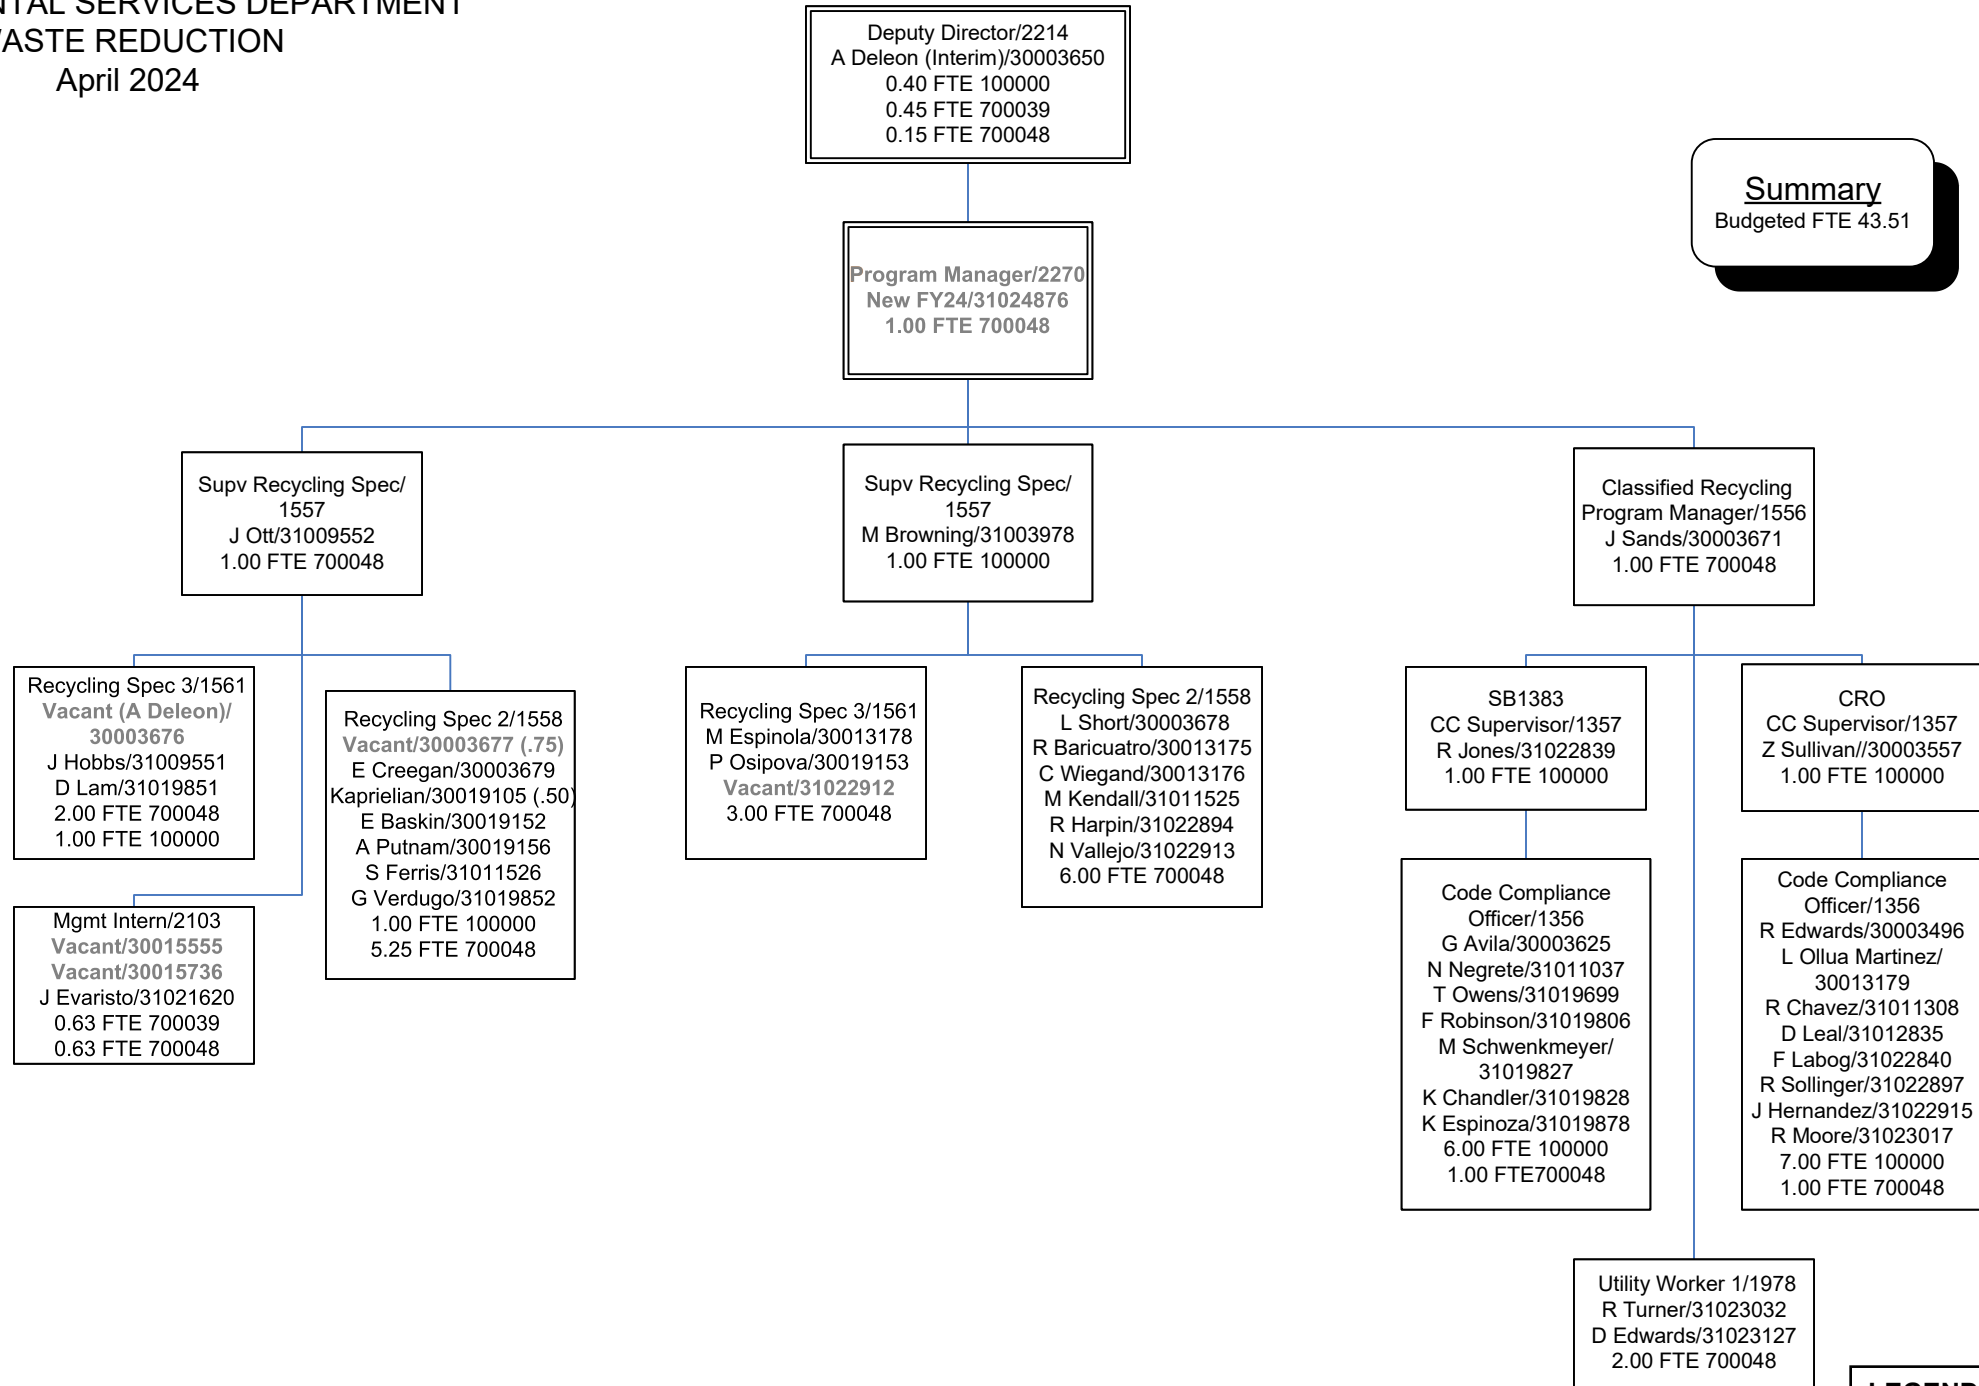 SERVICES DEPARTMENT
REDUCTION
April 2024
Deputy Director/2214
A Deleon (Interim)/30003650
0.40 FTE 100000
0.45 FTE 700039
0.15 FTE 700048
Summary
Budgeted FTE 43.51
Program Manager/2270
New FY24/31024876
1.00 FTE 700048
Supv Recycling Spec/
1557
J Ott/31009552
1.00 FTE 700048
Supv Recycling Spec/
1557
M Browning/31003978
1.00 FTE 100000
Classified Recycling
Program Manager/1556
J Sands/30003671
1.00 FTE 700048
Recycling Spec 3/1561
Vacant (A Deleon)/
30003676
J Hobbs/31009551
D Lam/31019851
2.00 FTE 700048
1.00 FTE 100000
Mgmt Intern/2103
Vacant/30015555
Vacant/30015736
J Evaristo/31021620
0.63 FTE 700039
0.63 FTE 700048
Recycling Spec 2/1558
Vacant/30003677 (.75)
E Creegan/30003679
Kaprielian/30019105 (.50)
E Baskin/30019152
A Putnam/30019156
S Ferris/31011526
G Verdugo/31019852
1.00 FTE 100000
5.25 FTE 700048
Recycling Spec 3/1561
M Espinola/30013178
P Osipova/30019153
Vacant/31022912
3.00 FTE 700048
Recycling Spec 2/1558
L Short/30003678
R Baricuatro/30013175
C Wiegand/30013176
M Kendall/31011525
R Harpin/31022894
N Vallejo/31022913
6.00 FTE 700048
SB1383
CC Supervisor/1357
R Jones/31022839
1.00 FTE 100000
CRO
CC Supervisor/1357
Z Sullivan//30003557
1.00 FTE 100000
Code Compliance
Officer/1356
G Avila/30003625
N Negrete/31011037
T Owens/31019699
F Robinson/31019806
M Schwenkmeyer/
31019827
K Chandler/31019828
K Espinoza/31019878
6.00 FTE 100000
1.00 FTE700048
Code Compliance
Officer/1356
R Edwards/30003496
L Ollua Martinez/
30013179
R Chavez/31011308
D Leal/31012835
F Labog/31022840
R Sollinger/31022897
J Hernandez/31022915
R Moore/31023017
7.00 FTE 100000
1.00 FTE 700048
Utility Worker 1/1978
R Turner/31023032
D Edwards/31023127
2.00 FTE 700048